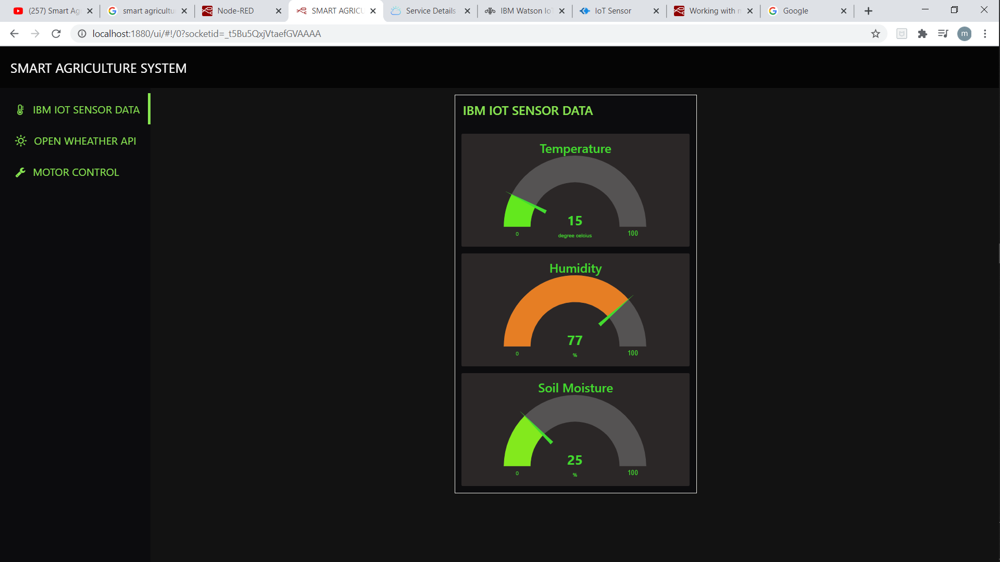 (257) Smart Ag
smart agricultu
Node-RED
SMART AGRICU
Service Details
IBM Watson IoT
IoT Sensor
Working with m
Google
localhost:1880/ui/#!/0?socketid=_t5Bu5QxjVtaefGVAAAA
m
SMART AGRICULTURE SYSTEM
IBM IOT SENSOR DATA
OPEN WHEATHER API
MOTOR CONTROL
IBM IOT SENSOR DATA
Temperature
15
0
degree celcius
100
Humidity
77
0
%
100
Soil Moisture
25
0
%
100